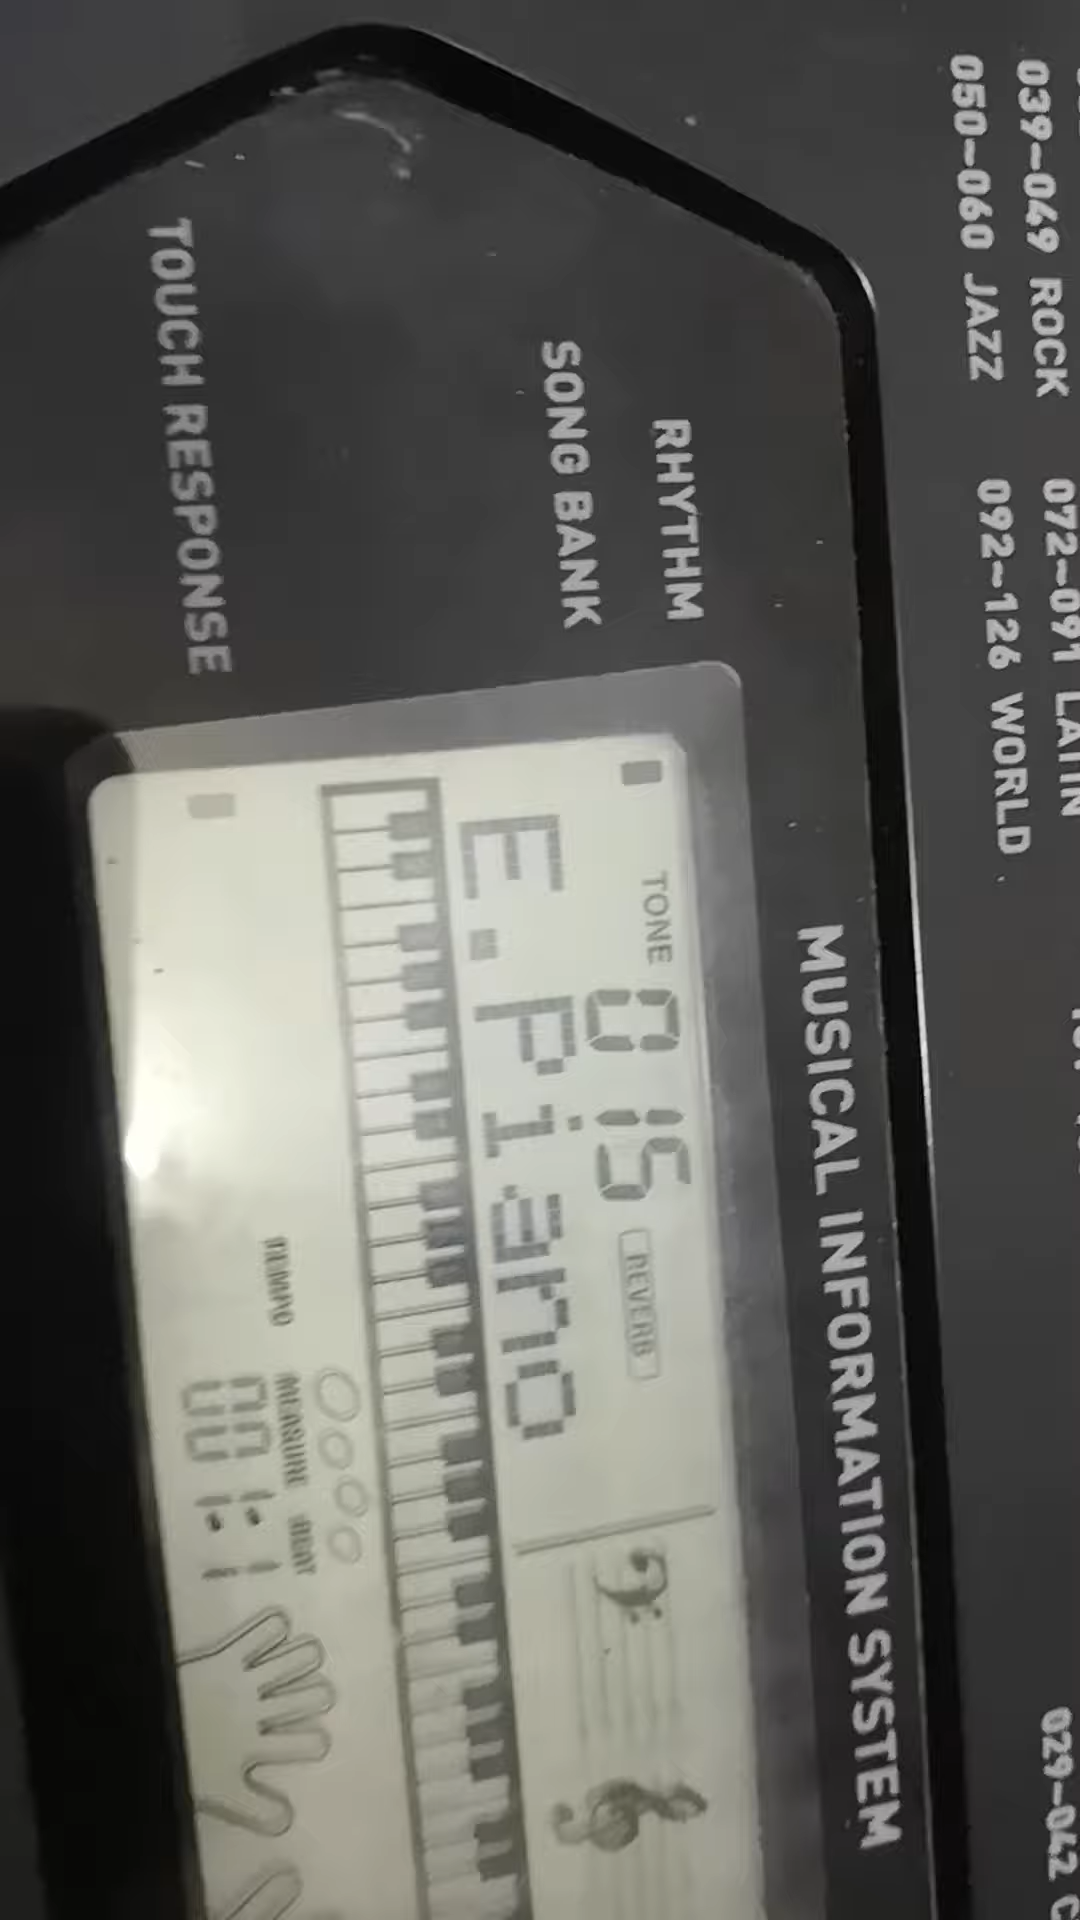 039~049 ROCK
050~060 JAZZ
072~091 LATIN
092~126 WORLD
029~042 C
MUSICAL INFORMATION SYSTEM
RHYTHM
SONG BANK
TOUCH RESPONSE
TONE 015 REVERB
E. Piano
TEMPO MEASURE BEAT
001:1